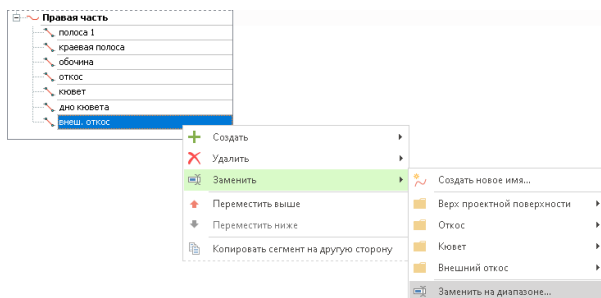 Правая часть
полоса 1
краевая полоса
обочина
откос
кювет
дно кювета
внеш. откос
Создать
Удалить
Заменить
Переместить выше
Переместить ниже
Копировать сегмент на другую сторону
Создать новое имя...
Верх проектной поверхности
Откос
Кювет
Внешний откос
Заменить на диапазоне...